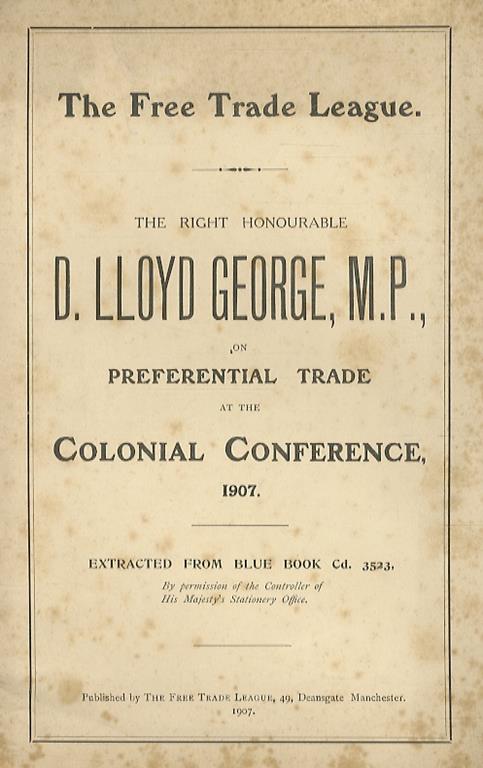 The Free Trade League.
THE RIGHT HONOURABLE
D. LLOYD GEORGE, M.P.,
ON
PREFERENTIAL TRADE
AT THE
COLONIAL CONFERENCE,
1907.
EXTRACTED FROM BLUE BOOK Cd. 3523.
By permission of the Controller of
His Majesty's Stationery Office.
Published by THE FREE TRADE LEAGUE, 49, Deansgate Manchester.
1907.